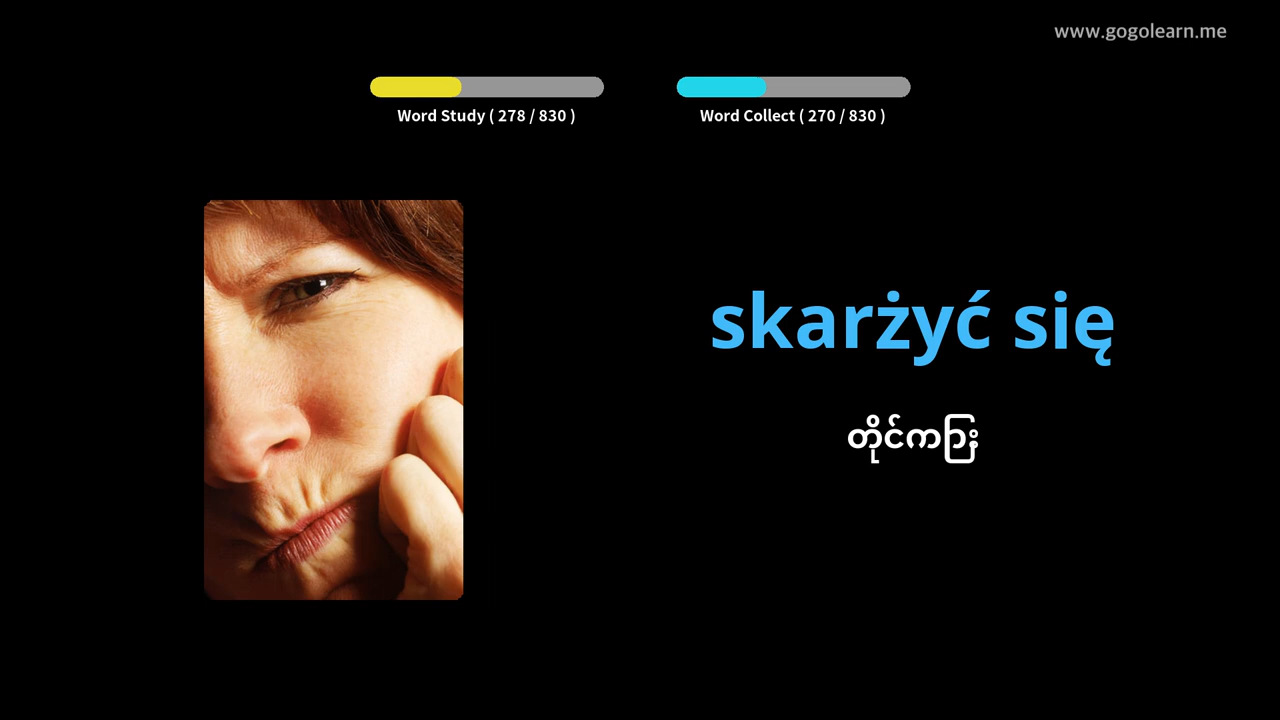 www.gogolearn.me
Word Study ( 278 / 830 )
Word Collect ( 270 / 830 )
skarżyć się
တိုင်ကြား